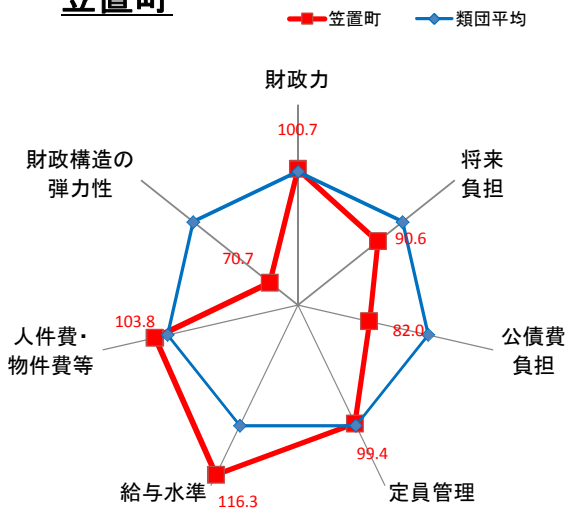 笠置町
笠置町
類団平均
財政力
100.7
財政構造の
弾力性
将来
負担
90.6
70.7
人件費・
物件費等
103.8
公債費
負担
82.0
給与水準
116.3
定員管理
99.4